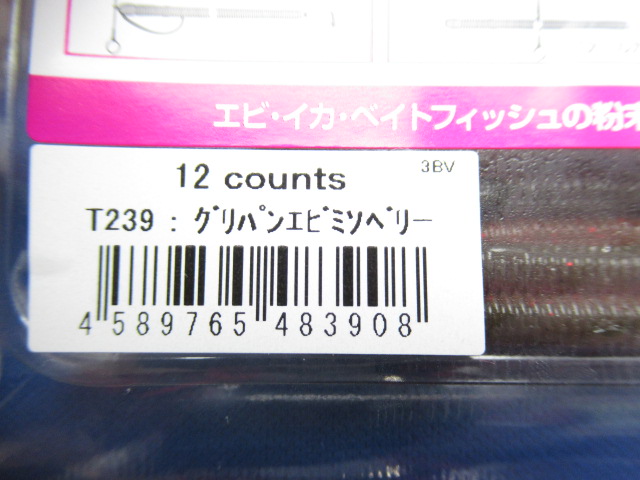 エビ・イカ・ベイトフィッシュの粉末
3BV
12 counts
T239 : ｸﾞﾘﾊﾟﾝｴﾋﾞﾐｿﾍﾞﾘｰ
4 589765 483908